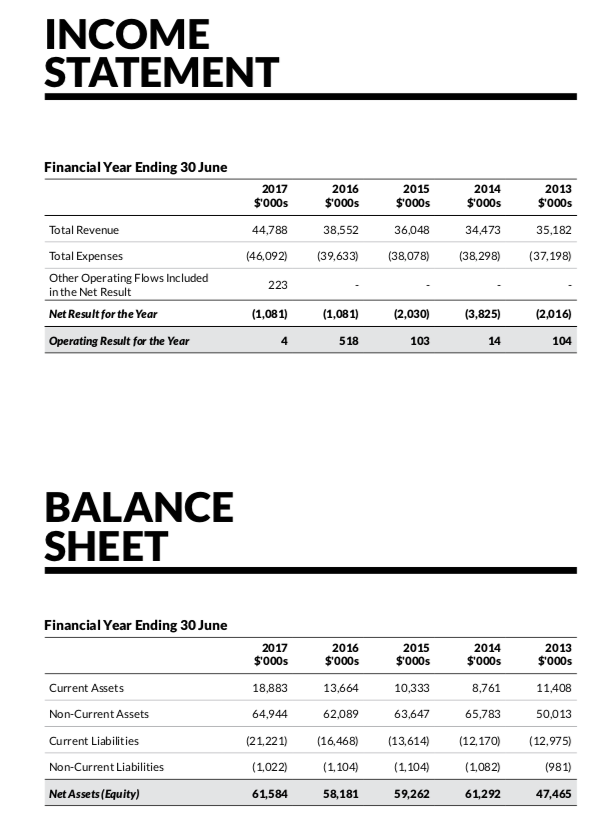 INCOME
STATEMENT
Financial Year Ending 30 June
2017 2016 2015 2014 2013
$'000s $'000s $'000s $'000s $'000s
Total Revenue 44,788 38,552 36,048 34,473 35,182
Total Expenses (46,092) (39,633) (38,078) (38,298) (37,198)
Other Operating Flows Included
in the Net Result 223 - - - -
Net Result for the Year (1,081) (1,081) (2,030) (3,825) (2,016)
Operating Result for the Year 4 518 103 14 104
BALANCE
SHEET
Financial Year Ending 30 June
2017 2016 2015 2014 2013
$'000s $'000s $'000s $'000s $'000s
Current Assets 18,883 13,664 10,333 8,761 11,408
Non-Current Assets 64,944 62,089 63,647 65,783 50,013
Current Liabilities (21,221) (16,468) (13,614) (12,170) (12,975)
Non-Current Liabilities (1,022) (1,104) (1,104) (1,082) (981)
Net Assets (Equity) 61,584 58,181 59,262 61,292 47,465